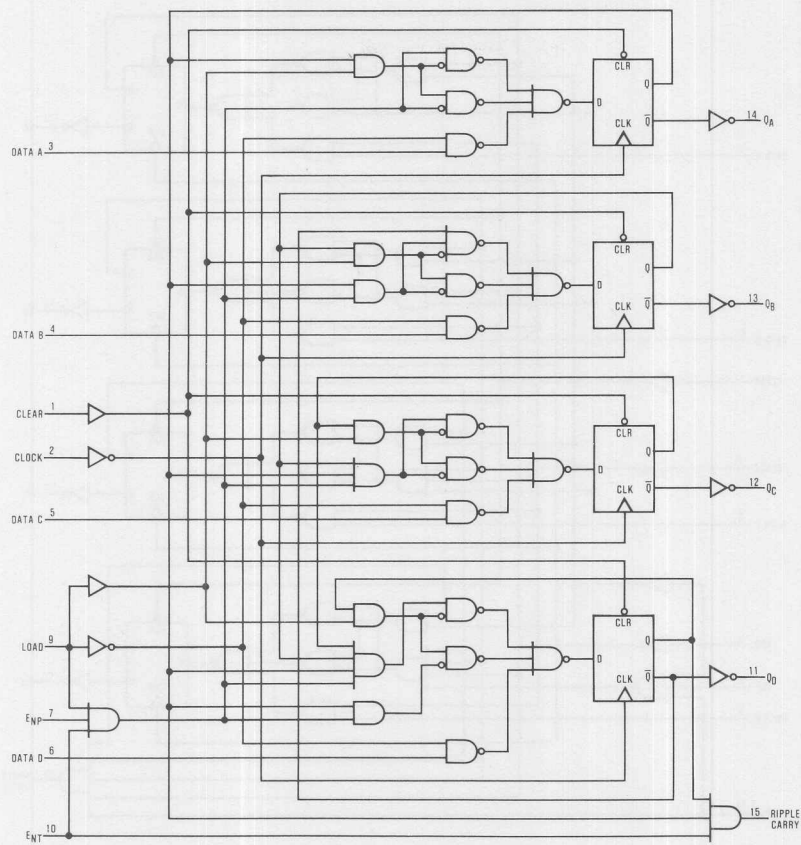 CLR
Q
D
Q̅
14 QA
CLK
DATA A 3
CLR
Q
D
Q̅
13 QB
CLK
DATA B 4
CLEAR 1
CLR
Q
CLOCK 2
D
Q̅
12 QC
CLK
DATA C 5
CLR
LOAD 9
Q
D
Q̅
11 QD
CLK
ENP 7
DATA D 6
15 RIPPLE
CARRY
ENT 10